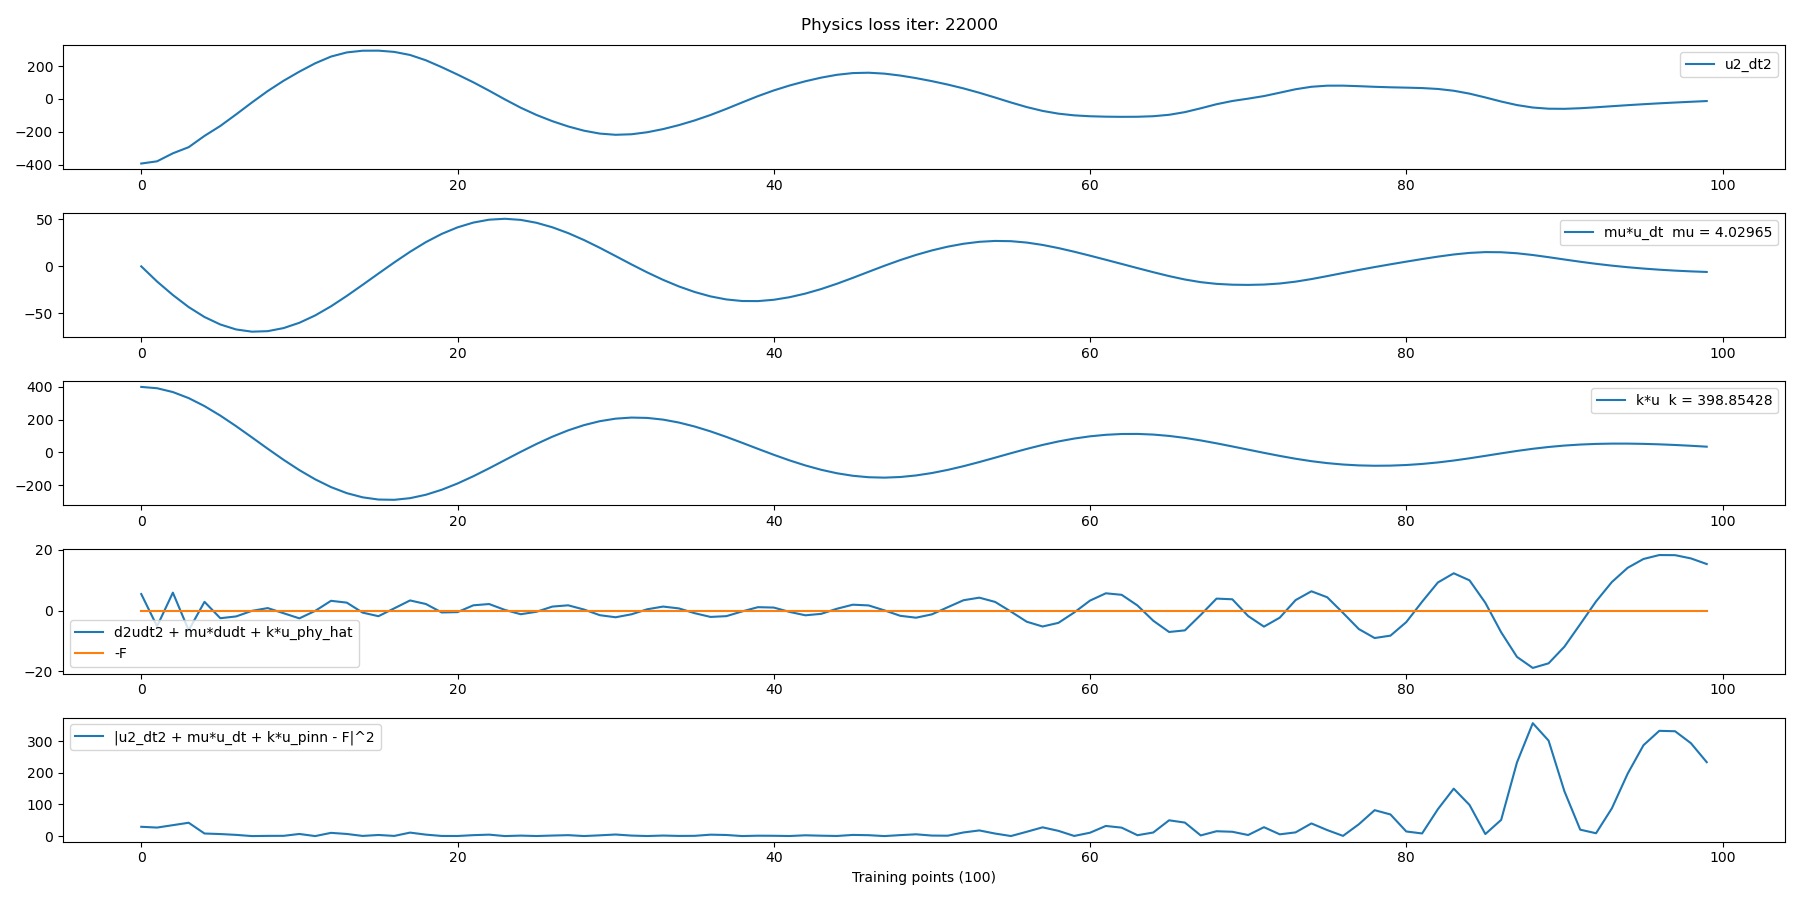 Physics loss iter: 22000
200
0
−200
−400
u2_dt2
0 20 40 60 80 100
50
0
−50
mu*u_dt  mu = 4.02965
0 20 40 60 80 100
400
200
0
−200
k*u  k = 398.85428
0 20 40 60 80 100
20
0
−20
d2udt2 + mu*dudt + k*u_phy_hat
-F
0 20 40 60 80 100
300
200
100
0
|u2_dt2 + mu*u_dt + k*u_pinn - F|^2
0 20 40 60 80 100
Training points (100)